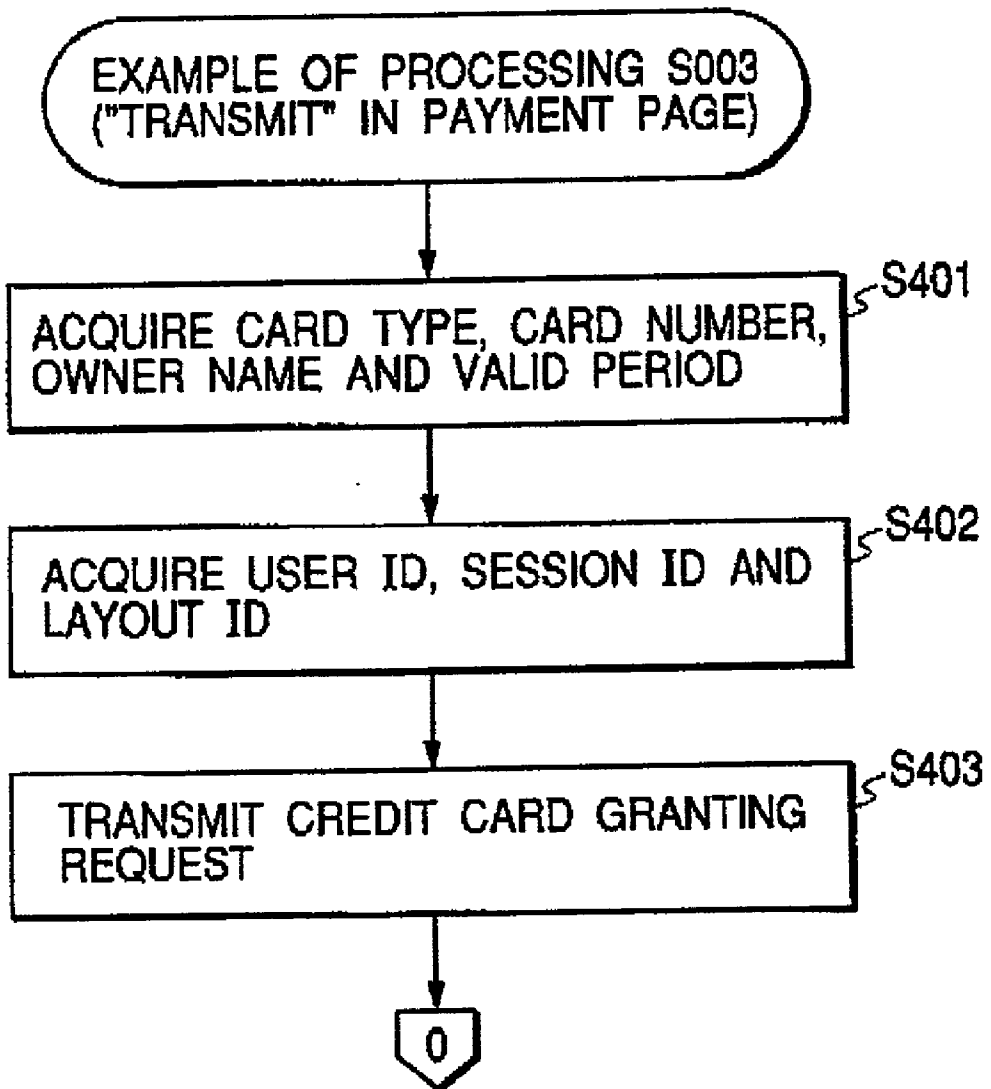 EXAMPLE OF PROCESSING S003
("TRANSMIT" IN PAYMENT PAGE)
S401
ACQUIRE CARD TYPE, CARD NUMBER,
OWNER NAME AND VALID PERIOD
S402
ACQUIRE USER ID, SESSION ID AND
LAYOUT ID
S403
TRANSMIT CREDIT CARD GRANTING
REQUEST
0